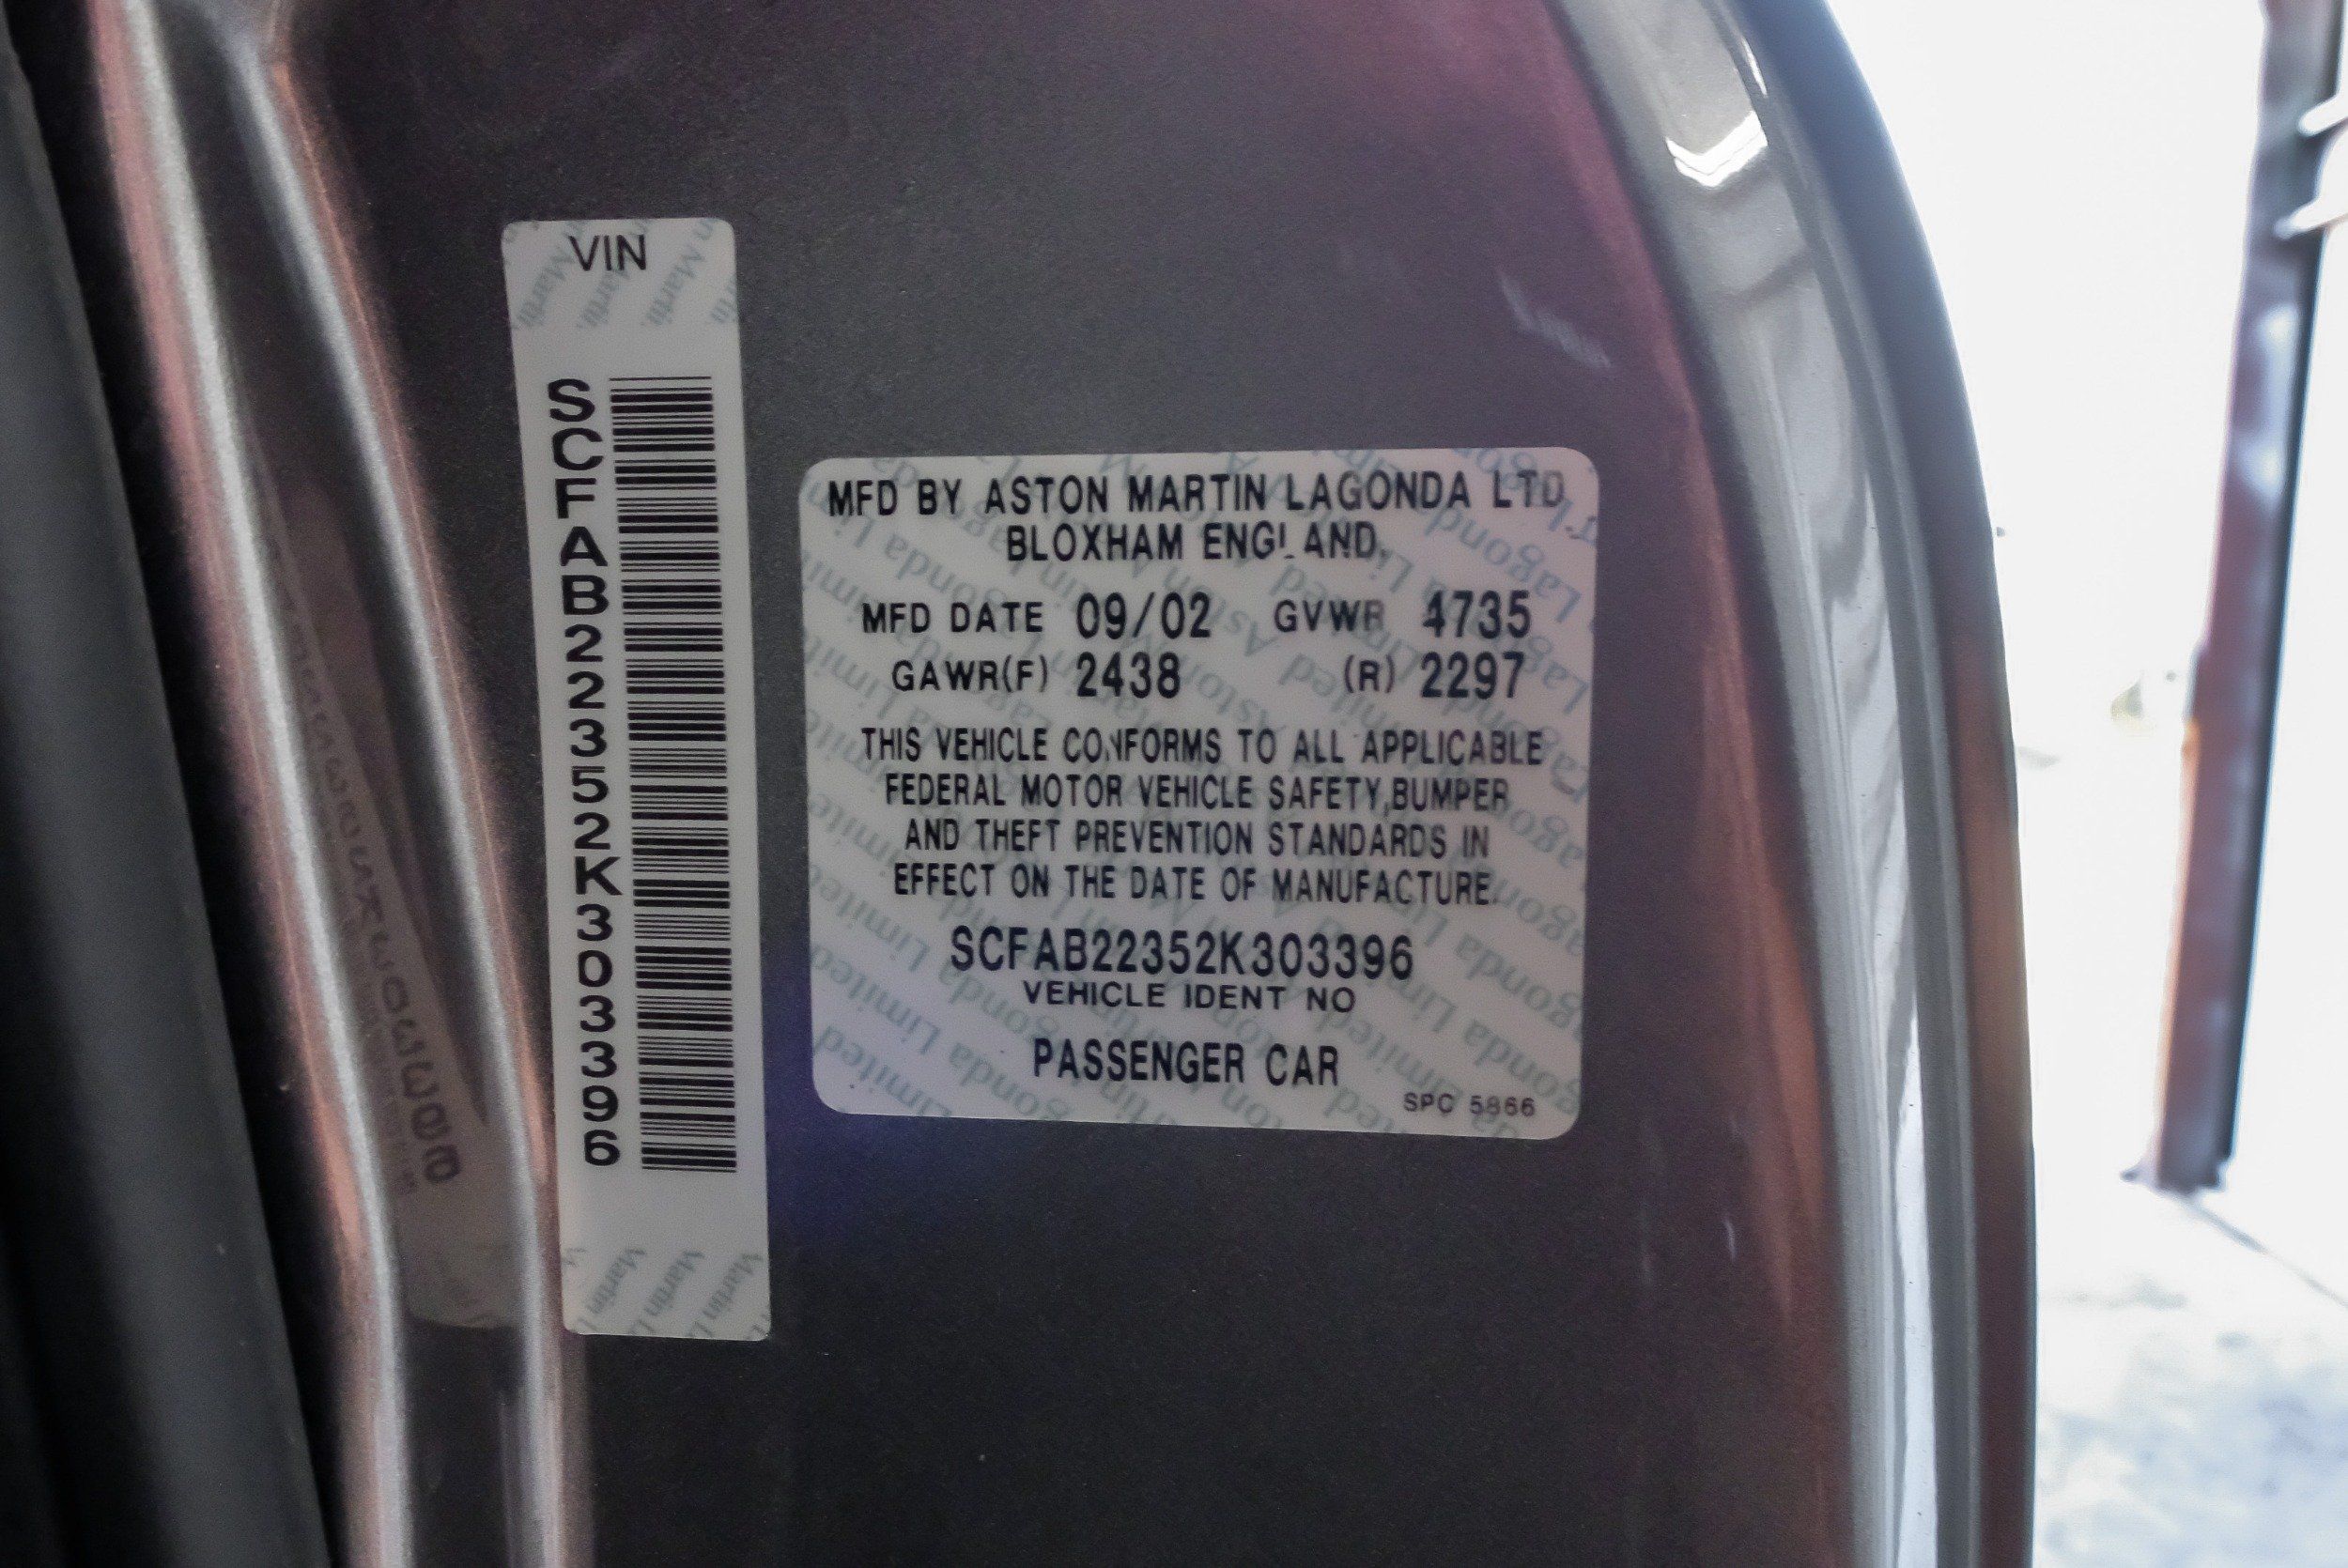 VIN
SCFAB22352K303396
MFD BY ASTON MARTIN LAGONDA LTD
BLOXHAM ENGLAND.
MFD DATE 09/02 GVWR 4735
GAWR(F) 2438 (R) 2297
THIS VEHICLE CONFORMS TO ALL APPLICABLE
FEDERAL MOTOR VEHICLE SAFETY,BUMPER
AND THEFT PREVENTION STANDARDS IN
EFFECT ON THE DATE OF MANUFACTURE.
SCFAB22352K303396
VEHICLE IDENT NO
PASSENGER CAR
SPC 5866